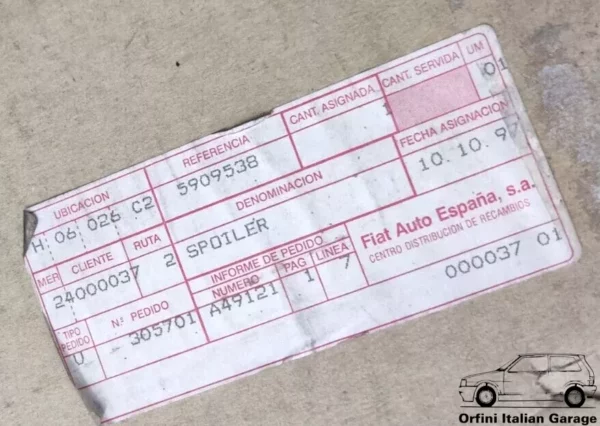 UBICACION
REFERENCIA
CANT. ASIGNADA
CANT. SERVIDA
UM
H 06 026 C2
5909538
1
01
MER
CLIENTE
RUTA
DENOMINACION
FECHA ASIGNACION
24000037 2
SPOILER
10.10.97
TIPO PEDIDO
Nº PEDIDO
INFORME DE PEDIDO
NUMERO
PAG
LINEA
Fiat Auto España, s.a.
CENTRO DISTRIBUCIÓN DE RECAMBIOS
U
305701
A49121
1
7
000037 01
Orfini Italian Garage